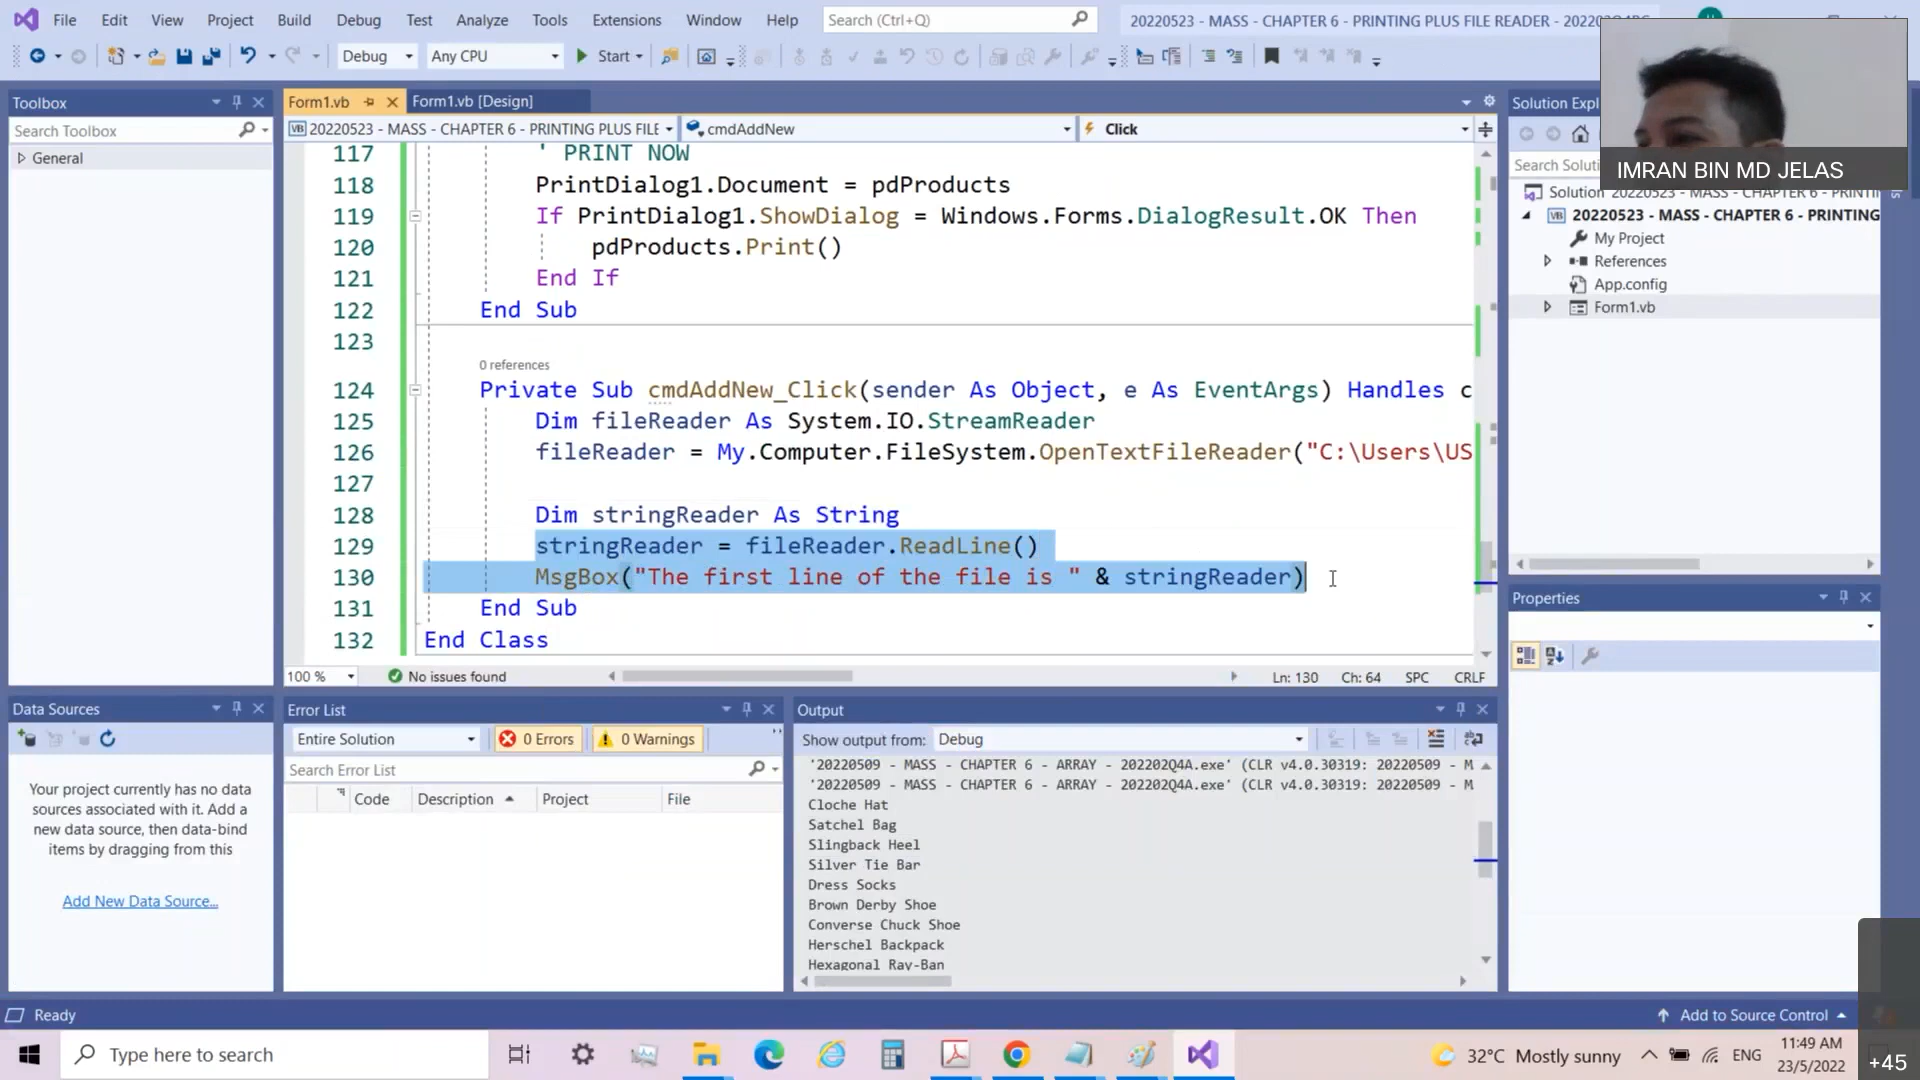 File Edit View Project Build Debug Test Analyze Tools Extensions Window Help Search (Ctrl+Q) 20220523 - MASS - CHAPTER 6 - PRINTING PLUS FILE READER -
Debug Any CPU Start
IMRAN BIN MD JELAS
Toolbox
Search Toolbox
General
Form1.vb Form1.vb [Design]
20220523 - MASS - CHAPTER 6 - PRINTING PLUS FILE cmdAddNew Click
117 ' PRINT NOW
118 PrintDialog1.Document = pdProducts
119 If PrintDialog1.ShowDialog = Windows.Forms.DialogResult.OK Then
120 pdProducts.Print()
121 End If
122 End Sub
123
0 references
124 Private Sub cmdAddNew_Click(sender As Object, e As EventArgs) Handles c
125 Dim fileReader As System.IO.StreamReader
126 fileReader = My.Computer.FileSystem.OpenTextFileReader("C:\Users\US
127
128 Dim stringReader As String
129 stringReader = fileReader.ReadLine()
130 MsgBox("The first line of the file is " & stringReader)
131 End Sub
132 End Class
100 % No issues found Ln: 130 Ch: 64 SPC CRLF
Solution Expl
Search Soluti
Solution '20220523 - MASS - CHAPTER 6 - PRINTI
20220523 - MASS - CHAPTER 6 - PRINTING
My Project
References
App.config
Form1.vb
Properties
Data Sources
Your project currently has no data
sources associated with it. Add a
new data source, then data-bind
items by dragging from this
Add New Data Source...
Error List
Entire Solution 0 Errors 0 Warnings
Search Error List
Code Description Project File
Output
Show output from: Debug
'20220509 - MASS - CHAPTER 6 - ARRAY - 202202Q4A.exe' (CLR v4.0.30319: 20220509 - M
'20220509 - MASS - CHAPTER 6 - ARRAY - 202202Q4A.exe' (CLR v4.0.30319: 20220509 - M
Cloche Hat
Satchel Bag
Slingback Heel
Silver Tie Bar
Dress Socks
Brown Derby Shoe
Converse Chuck Shoe
Herschel Backpack
Hexagonal Ray-Ban
Ready Add to Source Control
Type here to search 32°C Mostly sunny ENG 11:49 AM
23/5/2022
+45